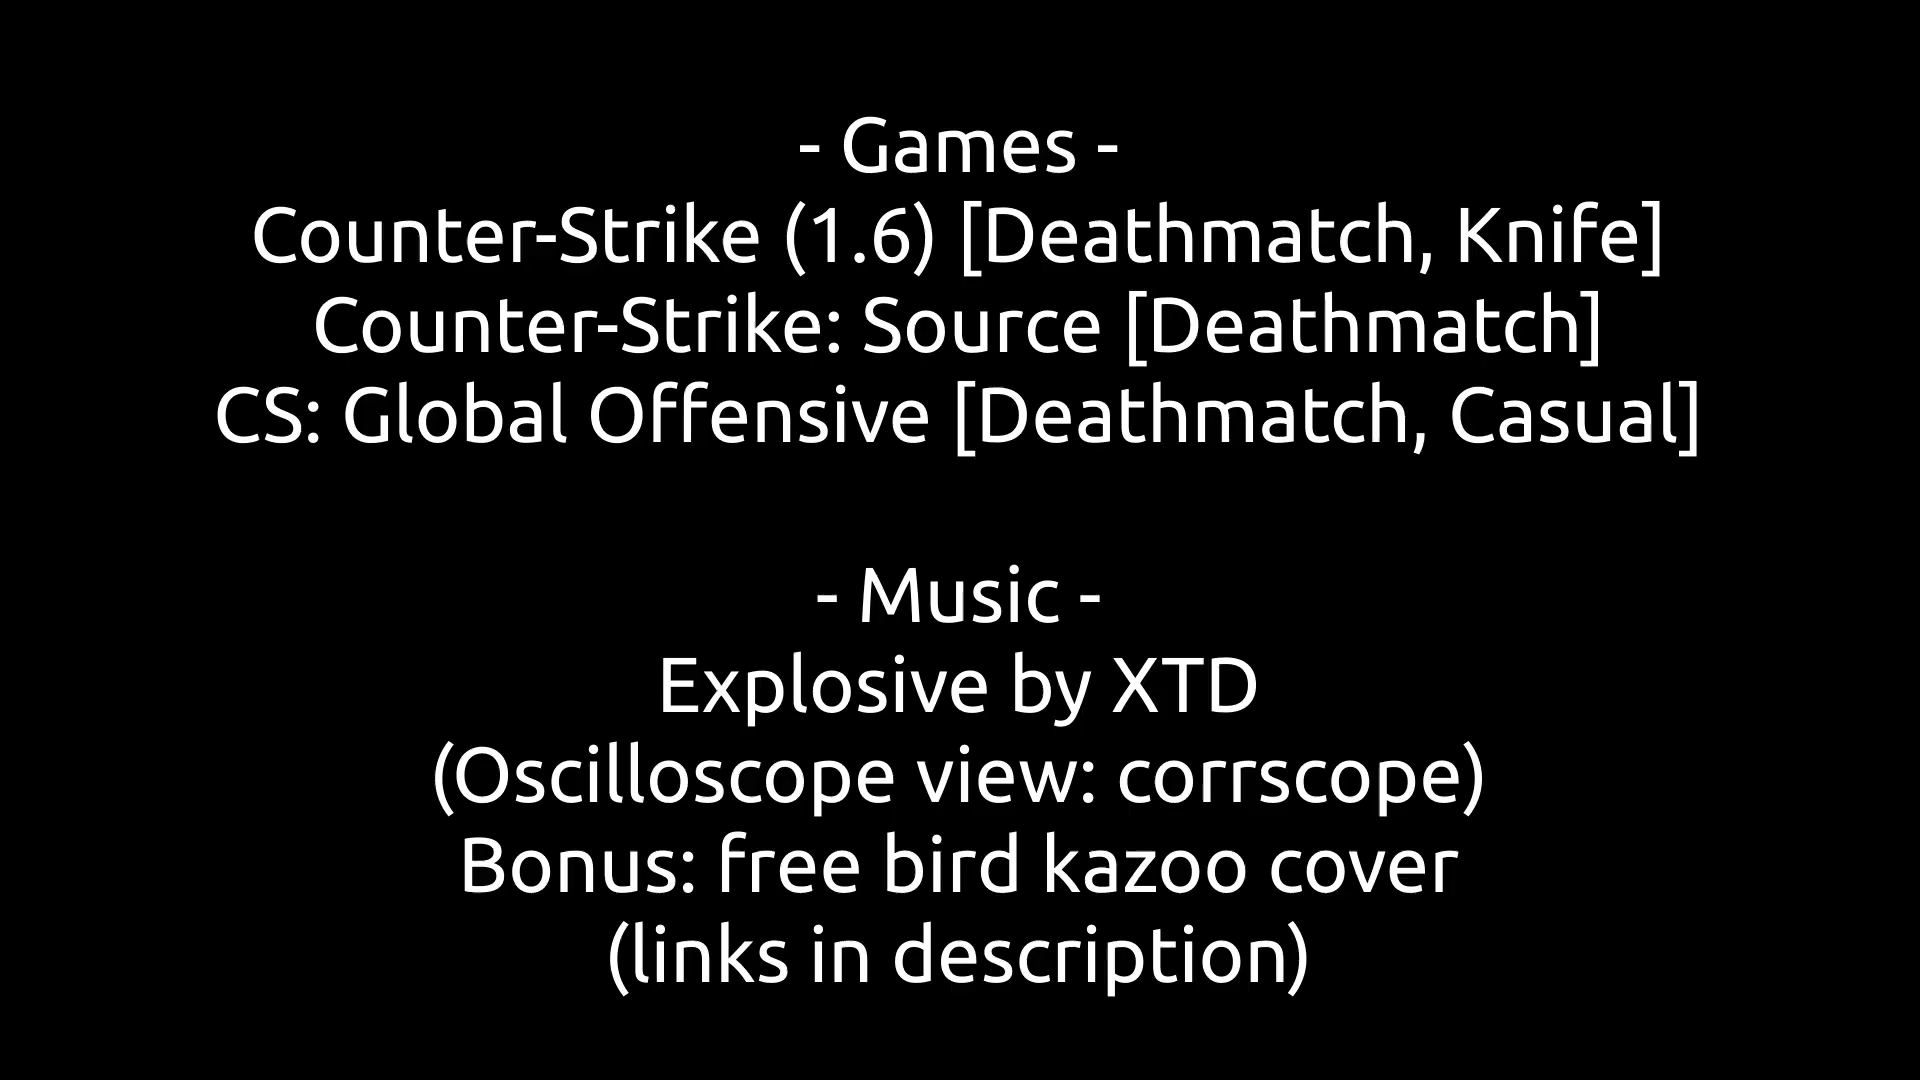 - Games -
Counter-Strike (1.6) [Deathmatch, Knife]
Counter-Strike: Source [Deathmatch]
CS: Global Offensive [Deathmatch, Casual]
- Music -
Explosive by XTD
(Oscilloscope view: corrscope)
Bonus: free bird kazoo cover
(links in description)